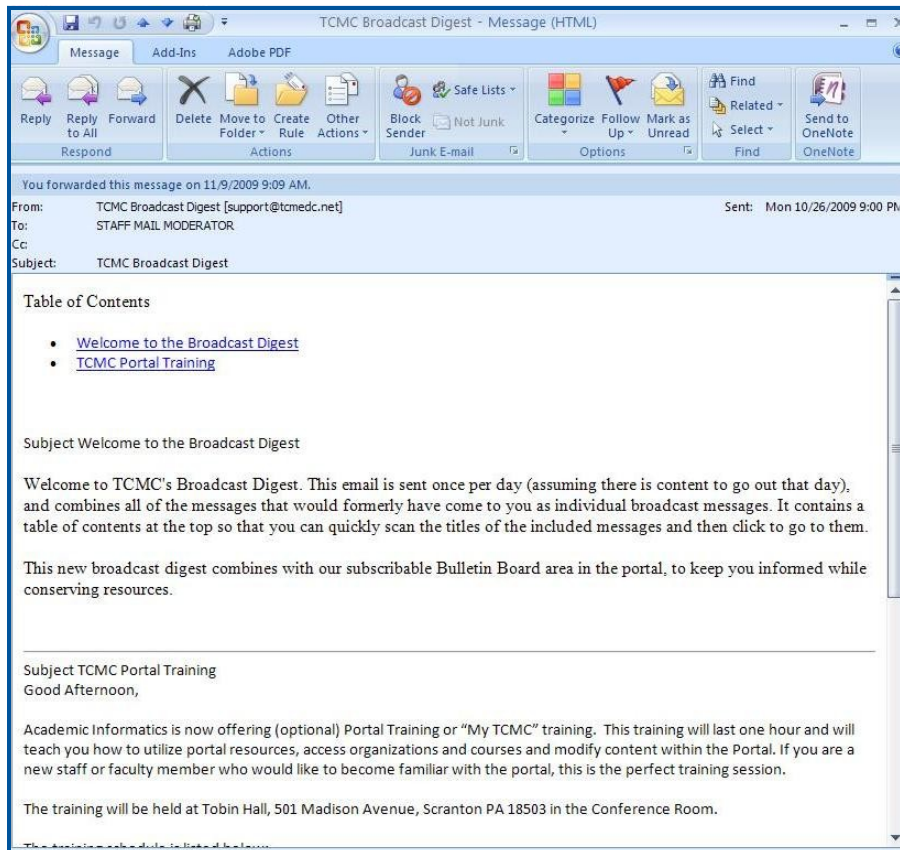 TCMC Broadcast Digest - Message (HTML)
Message Add-Ins Adobe PDF
Reply Reply to All Forward
Respond
Delete Move to Folder Create Rule Other Actions
Actions
Block Sender Safe Lists Not Junk
Junk E-mail
Categorize Follow Up Mark as Unread
Options
Find Related Select
Find
Send to OneNote
OneNote
You forwarded this message on 11/9/2009 9:09 AM.
From: TCMC Broadcast Digest [support@tcmedc.net] Sent: Mon 10/26/2009 9:00 PM
To: STAFF MAIL MODERATOR
Cc:
Subject: TCMC Broadcast Digest
Table of Contents
• Welcome to the Broadcast Digest
• TCMC Portal Training
Subject Welcome to the Broadcast Digest
Welcome to TCMC's Broadcast Digest. This email is sent once per day (assuming there is content to go out that day),
and combines all of the messages that would formerly have come to you as individual broadcast messages. It contains a
table of contents at the top so that you can quickly scan the titles of the included messages and then click to go to them.
This new broadcast digest combines with our subscribable Bulletin Board area in the portal, to keep you informed while
conserving resources.
Subject TCMC Portal Training
Good Afternoon,
Academic Informatics is now offering (optional) Portal Training or “My TCMC” training. This training will last one hour and will
teach you how to utilize portal resources, access organizations and courses and modify content within the Portal. If you are a
new staff or faculty member who would like to become familiar with the portal, this is the perfect training session.
The training will be held at Tobin Hall, 501 Madison Avenue, Scranton PA 18503 in the Conference Room.
The training schedule is listed below: